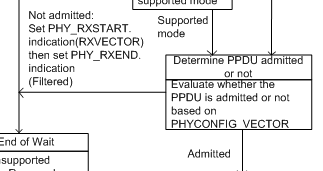 supported mode
Not admitted:
Set PHY_RXSTART.
indication(RXVECTOR)
then set PHY_RXEND.
indication
(Filtered)
Supported
mode
Determine PPDU admitted
or not
Evaluate whether the
PPDU is admitted or not
based on
PHYCONFIG_VECTOR
End of Wait
Admitted